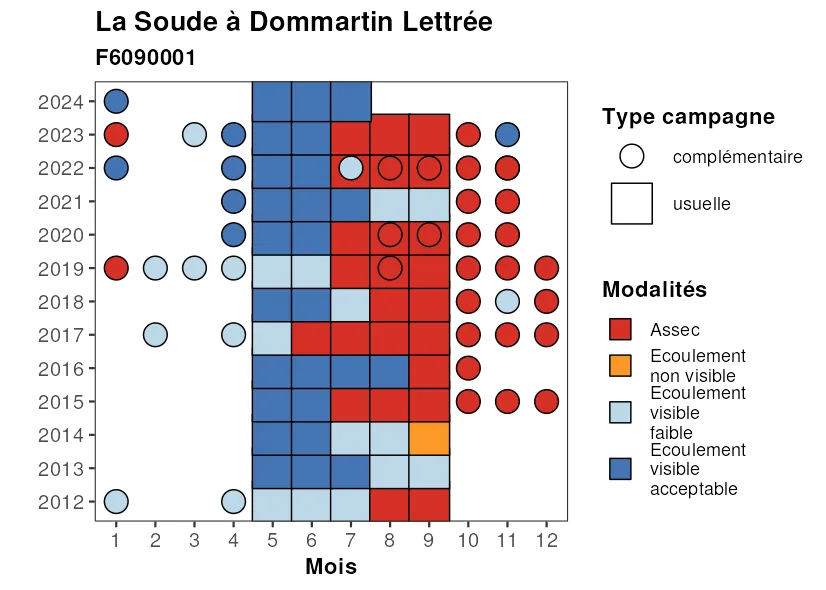 La Soude à Dommartin Lettrée
F6090001
2024
2023
2022
2021
2020
2019
2018
2017
2016
2015
2014
2013
2012
1 2 3 4 5 6 7 8 9 10 11 12
Mois
Type campagne
complémentaire
usuelle
Modalités
Assec
Ecoulement
non visible
Ecoulement
visible
faible
Ecoulement
visible
acceptable